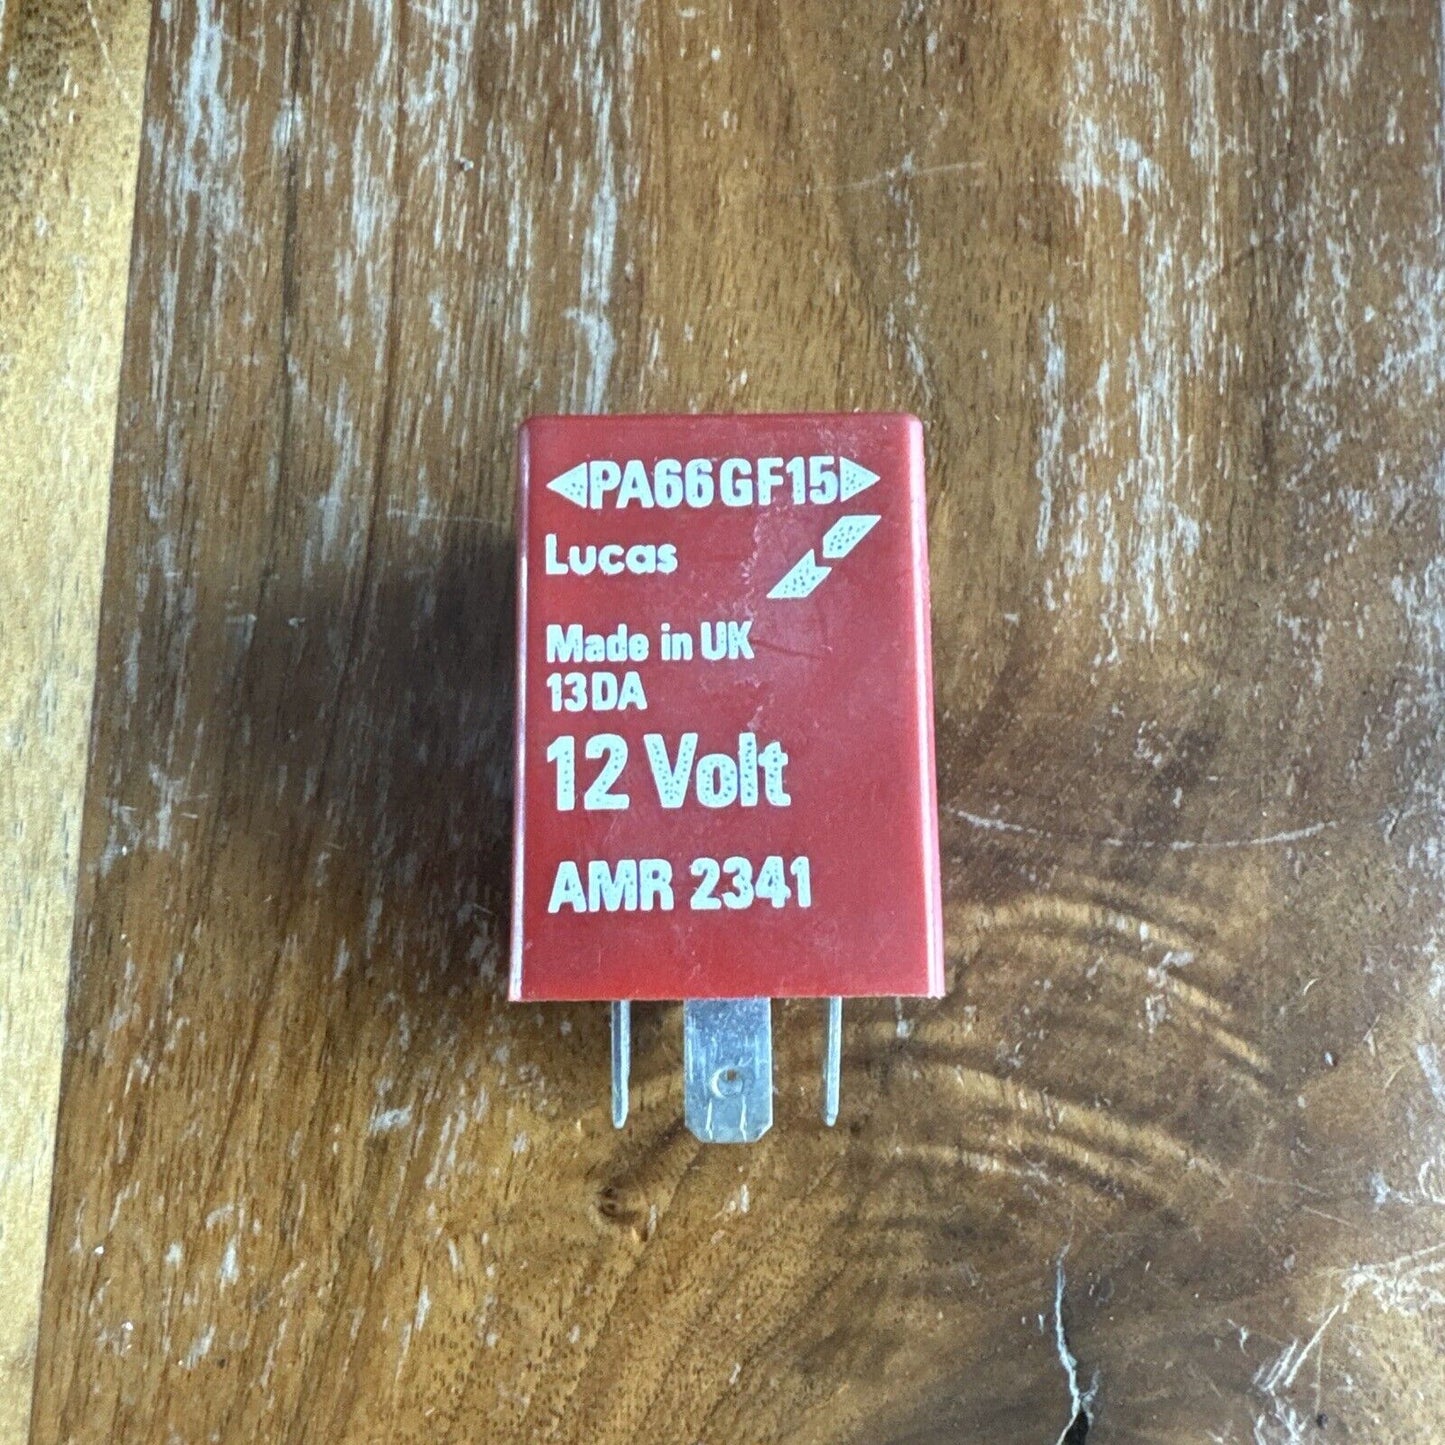 PA66GF15
Lucas
Made in UK
13DA
12 Volt
AMR 2341